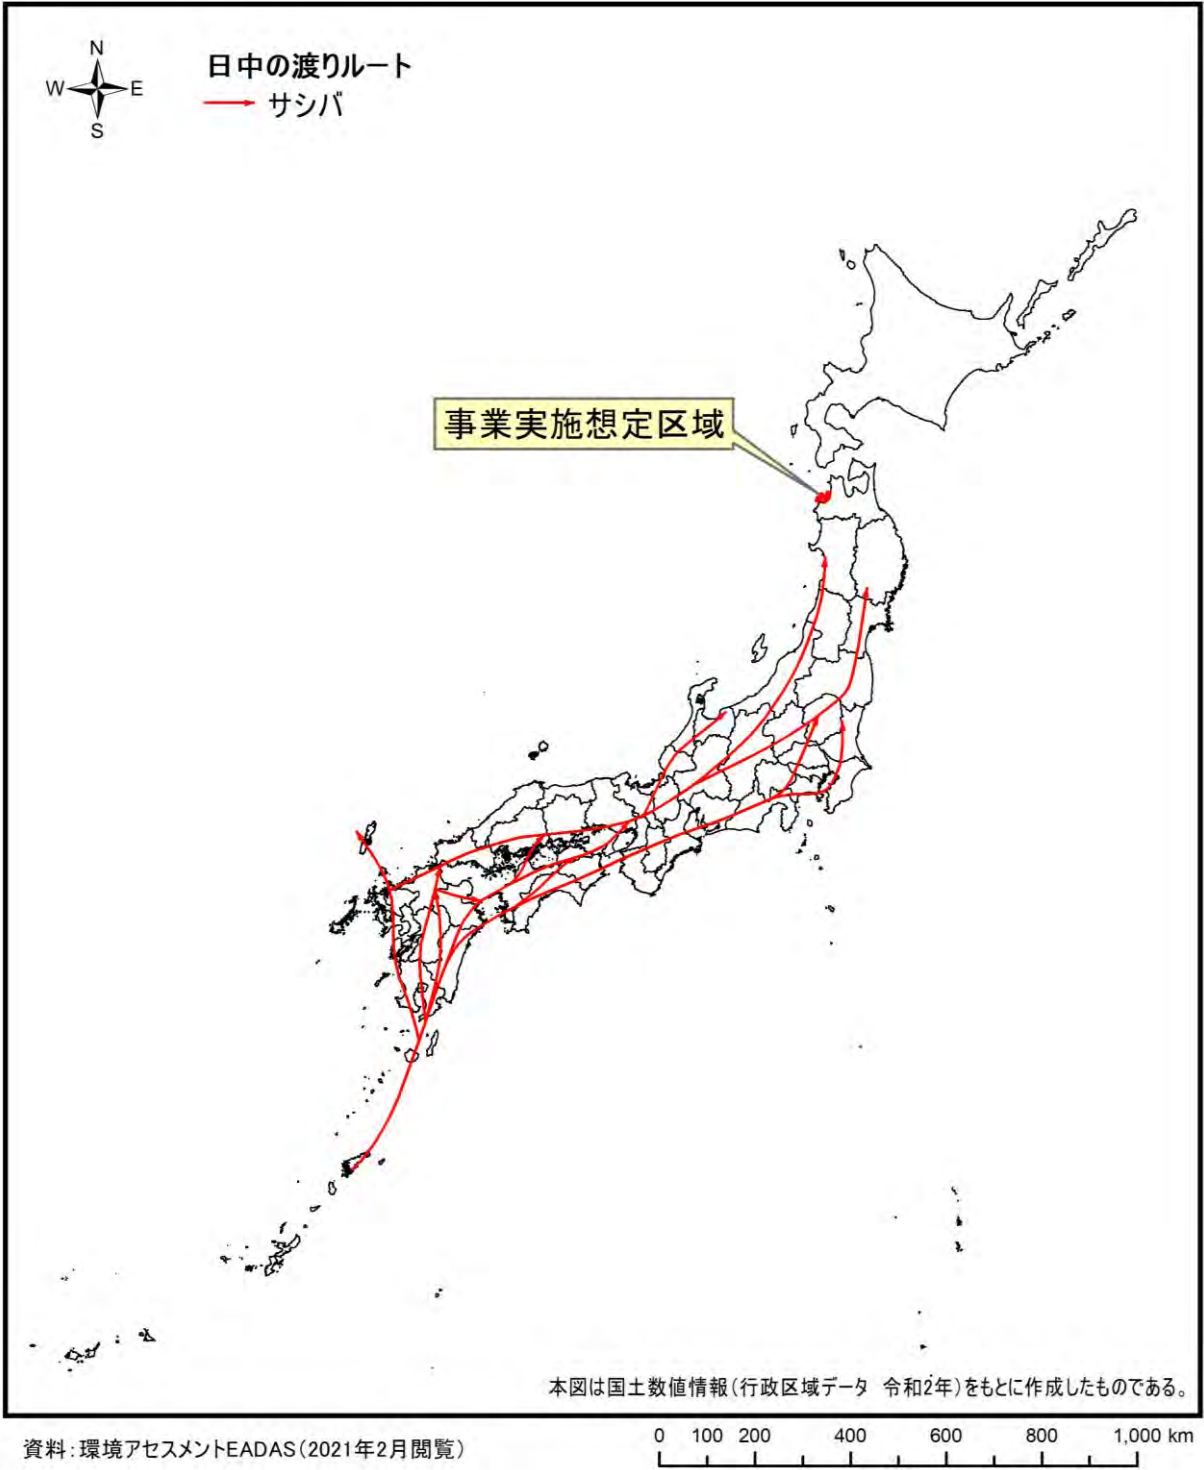 N
W E
S
日中の渡りルート
サシバ
事業実施想定区域
本図は国土数値情報(行政区域データ 令和2年)をもとに作成したものである。
資料:環境アセスメントEADAS(2021年2月閲覧)
0 100 200 400 600 800 1,000 km